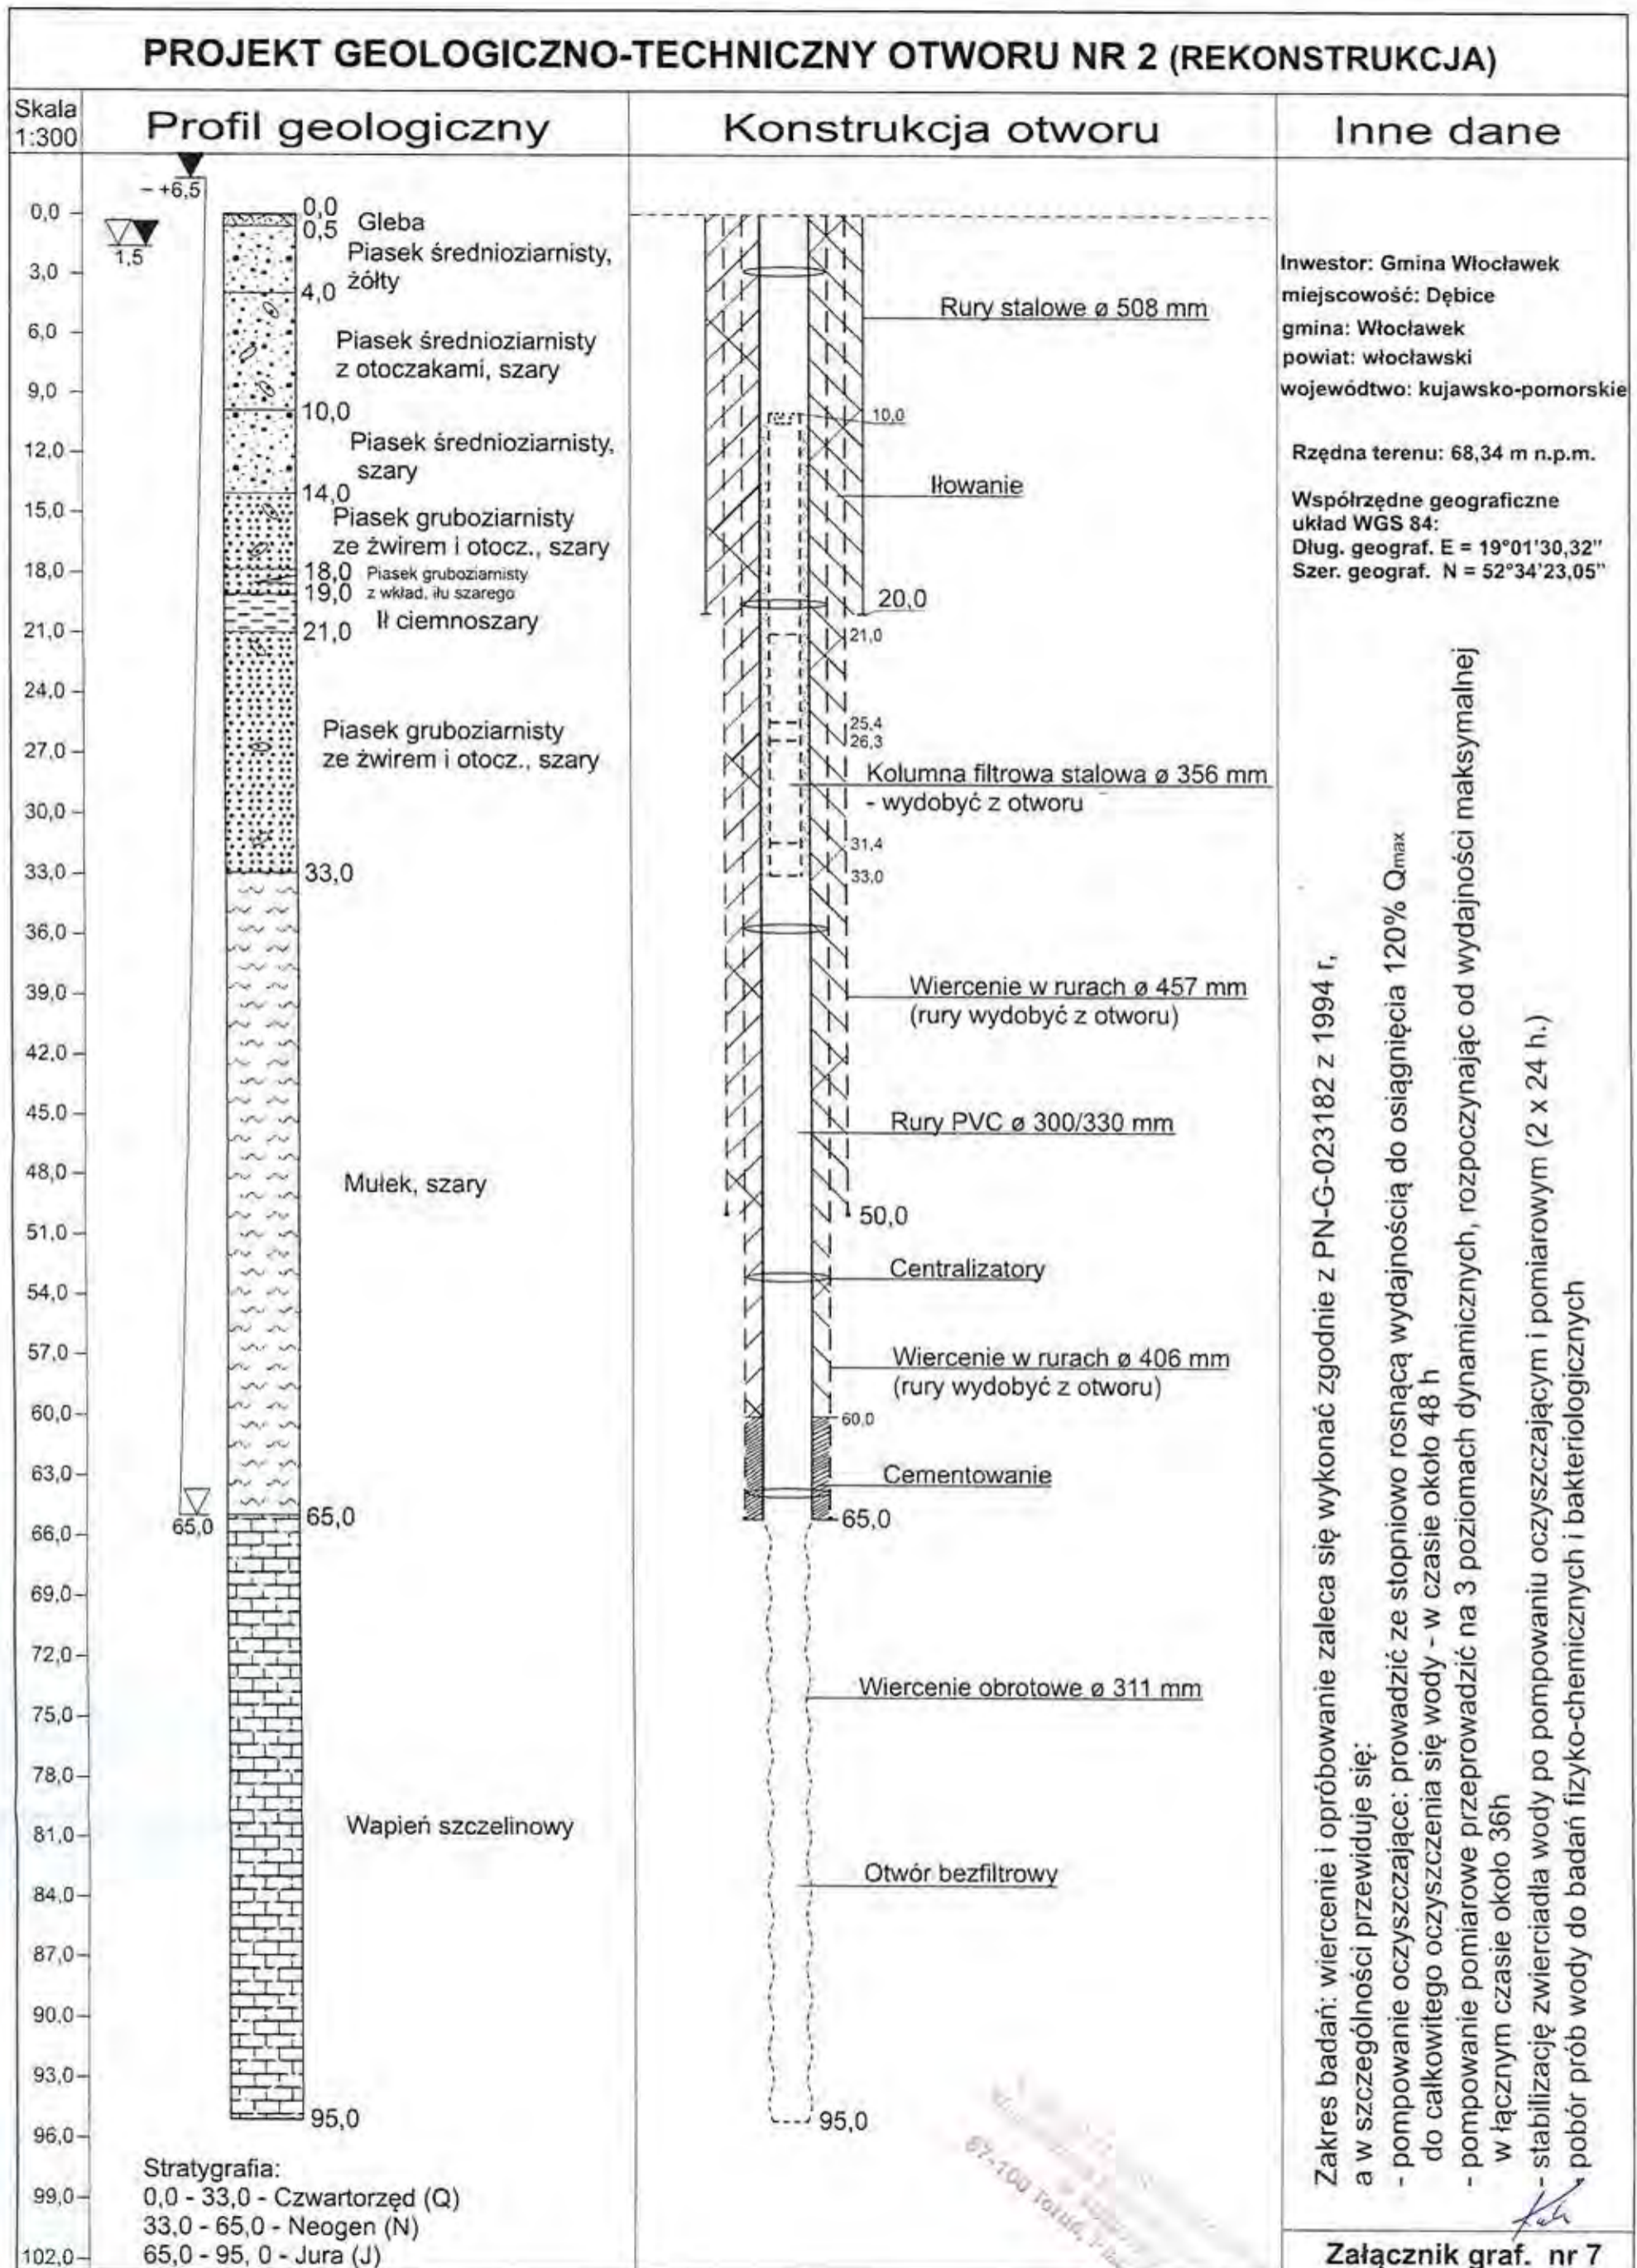 PROJEKT GEOLOGICZNO-TECHNICZNY OTWORU NR 2 (REKONSTRUKCJA)
Skala
1:300
Profil geologiczny
Konstrukcja otworu
Inne dane
0,0
3,0
6,0
9,0
12,0
15,0
18,0
21,0
24,0
27,0
30,0
33,0
36,0
39,0
42,0
45,0
48,0
51,0
54,0
57,0
60,0
63,0
66,0
69,0
72,0
75,0
78,0
81,0
84,0
87,0
90,0
93,0
96,0
99,0
102,0
+6,5
1,5
65,0
0,0
0,5
Gleba
Piasek średnioziarnisty,
żółty
4,0
Piasek średnioziarnisty
z otoczakami, szary
10,0
Piasek średnioziarnisty,
szary
14,0
Piasek gruboziarnisty
ze żwirem i otocz., szary
18,0
Piasek gruboziarnisty
z wkład. iłu szarego
19,0
Ił ciemnoszary
21,0
Piasek gruboziarnisty
ze żwirem i otocz., szary
33,0
Mułek, szary
65,0
Wapień szczelinowy
95,0
Stratygrafia:
0,0 - 33,0 - Czwartorzęd (Q)
33,0 - 65,0 - Neogen (N)
65,0 - 95, 0 - Jura (J)
Rury stalowe ø 508 mm
10,0
Iłowanie
20,0
21,0
25,4
26,3
Kolumna filtrowa stalowa ø 356 mm
- wydobyć z otworu
31,4
33,0
Wiercenie w rurach ø 457 mm
(rury wydobyć z otworu)
Rury PVC ø 300/330 mm
50,0
Centralizatory
Wiercenie w rurach ø 406 mm
(rury wydobyć z otworu)
60,0
Cementowanie
65,0
Wiercenie obrotowe ø 311 mm
Otwór bezfiltrowy
95,0
87-100 Toruń,
Inwestor: Gmina Włocławek
miejscowość: Dębice
gmina: Włocławek
powiat: włocławski
województwo: kujawsko-pomorskie
Rzędna terenu: 68,34 m n.p.m.
Współrzędne geograficzne
układ WGS 84:
Dług. geograf. E = 19°01'30,32"
Szer. geograf. N = 52°34'23,05"
Zakres badań: wiercenie i opróbowanie zaleca się wykonać zgodnie z PN-G-023182 z 1994 r,
a w szczególności przewiduje się:
- pompowanie oczyszczające: prowadzić ze stopniowo rosnącą wydajnością do osiągnięcia 120% Qmax
do całkowitego oczyszczenia się wody - w czasie około 48 h
- pompowanie pomiarowe przeprowadzić na 3 poziomach dynamicznych, rozpoczynając od wydajności maksymalnej
w łącznym czasie około 36h
- stabilizację zwierciadła wody po pompowaniu oczyszczającym i pomiarowym (2 x 24 h.)
- pobór prób wody do badań fizyko-chemicznych i bakteriologicznych
Załącznik graf. nr 7